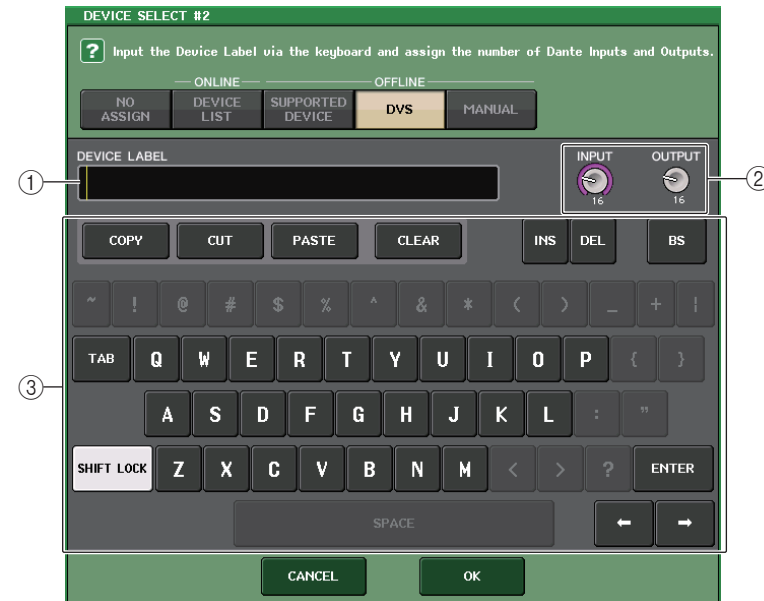 DEVICE SELECT #2
? Input the Device Label via the keyboard and assign the number of Dante Inputs and Outputs.
ONLINE OFFLINE
NO ASSIGN DEVICE LIST SUPPORTED DEVICE DVS MANUAL
DEVICE LABEL INPUT OUTPUT
① ②
16 16
COPY CUT PASTE CLEAR INS DEL BS
~ ! @ # $ % ^ & * ( ) _ + ¦
TAB Q W E R T Y U I O P { }
③
A S D F G H J K L : "
SHIFT LOCK Z X C V B N M < > ? ENTER
SPACE ← →
CANCEL OK